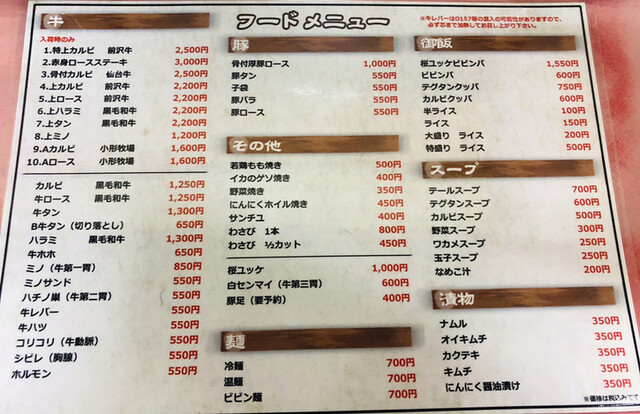 フードメニュー
※牛レバーはO157等の混入の可能性がありますので、
必ず加熱してお召し上がり下さい。
牛
入荷時のみ
1.特上カルビ 前沢牛 2,500円
2.赤身ロースステーキ 3,000円
3.骨付カルビ 仙台牛 2,500円
4.上カルビ 前沢牛 2,200円
5.上ロース 前沢牛 2,200円
6.上ハラミ 黒毛和牛 2,200円
7.上タン 黒毛和牛 2,200円
8.上ミノ 1,200円
9.Aカルビ 小形牧場 1,600円
10.Aロース 小形牧場 1,600円
カルビ 黒毛和牛 1,250円
牛ロース 黒毛和牛 1,250円
牛タン 1,300円
B牛タン(切り落とし) 650円
ハラミ 黒毛和牛 1,300円
牛ホホ 650円
ミノ(牛第一胃) 850円
ミノサンド 550円
ハチノ巣(牛第二胃) 550円
牛レバー 550円
牛ハツ 550円
コリコリ(牛動脈) 550円
シビレ(胸腺) 550円
ホルモン 550円
豚
骨付厚豚ロース 1,000円
豚タン 550円
子袋 550円
豚バラ 550円
豚ロース 550円
その他
若鶏もも焼き 500円
イカのゲソ焼き 400円
野菜焼き 350円
にんにくホイル焼き 450円
サンチュ 400円
わさび 1本 800円
わさび ½カット 450円
桜ユッケ 1,000円
白センマイ(牛第三胃) 600円
豚足(要予約) 400円
麺
冷麺 700円
温麺 700円
ビビン麺 700円
御飯
桜ユッケビビンバ 1,550円
ビビンバ 600円
テグタンクッパ 750円
カルビクッパ 600円
半ライス 100円
ライス 150円
大盛り ライス 200円
特盛り ライス 500円
スープ
テールスープ 700円
テグタンスープ 600円
カルビスープ 500円
野菜スープ 300円
ワカメスープ 250円
玉子スープ 250円
なめこ汁 200円
漬物
ナムル 350円
オイキムチ 350円
カクテキ 350円
キムチ 350円
にんにく醤油漬け 350円
※価格は税込みです